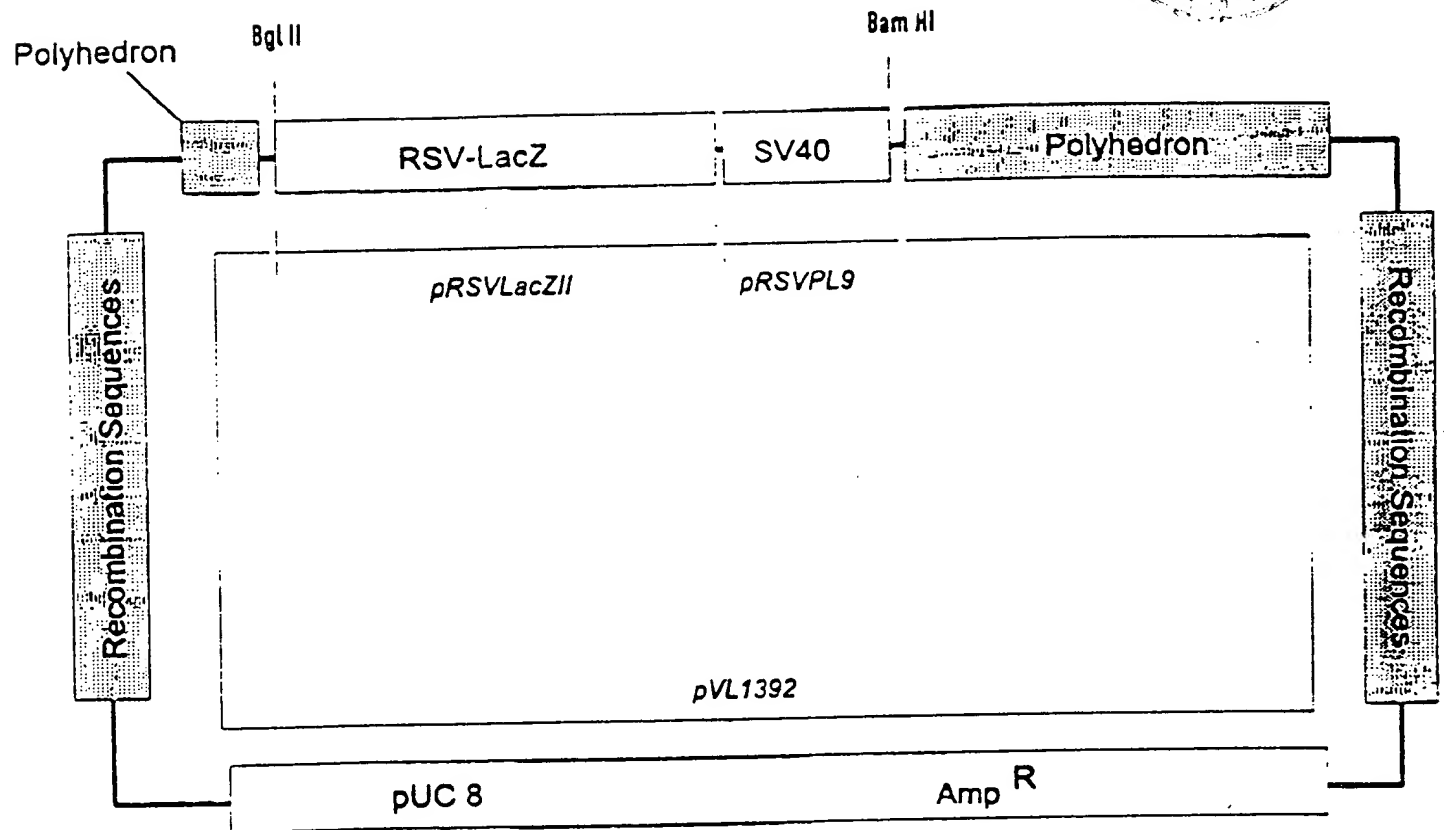 Bgl II
Bam HI
Polyhedron
RSV-LacZ
SV40
Polyhedron
pRSVLacZII
pRSVPL9
Recombination Sequences
Recombination Sequences
pVL1392
pUC 8
Amp R